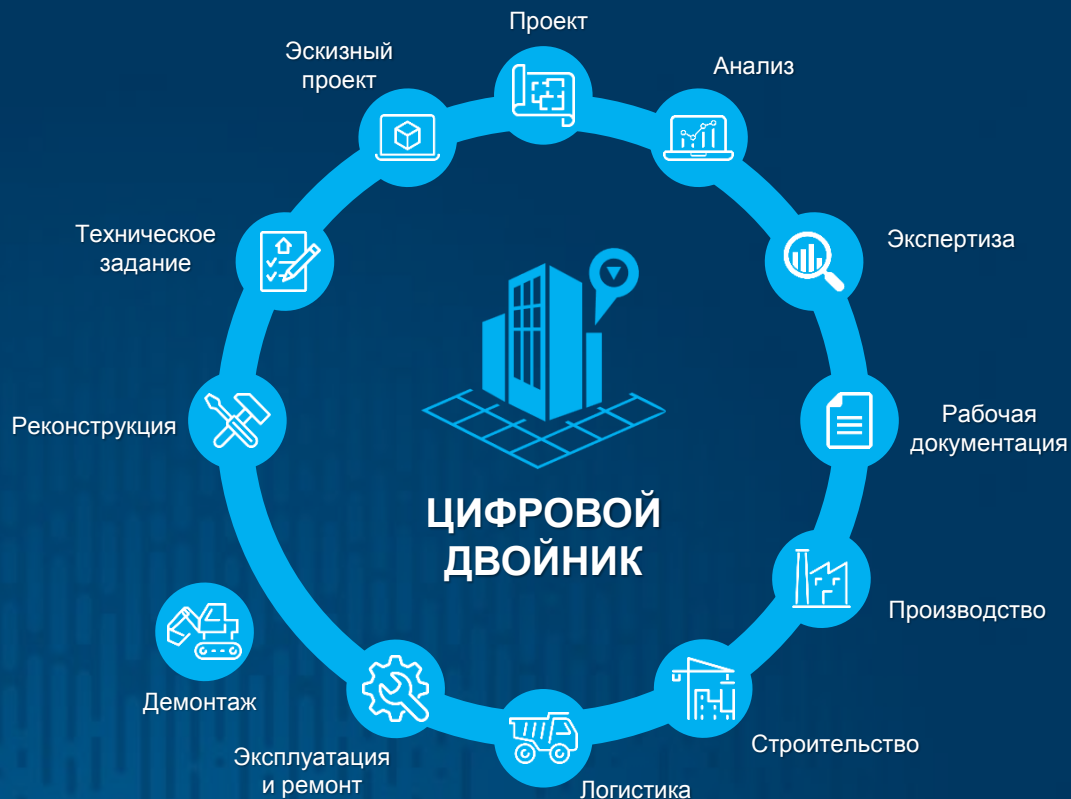 Проект
Эскизный
проект
Анализ
Техническое
задание
Экспертиза
Реконструкция
Рабочая
документация
ЦИФРОВОЙ
ДВОЙНИК
Производство
Демонтаж
Строительство
Эксплуатация
и ремонт
Логистика